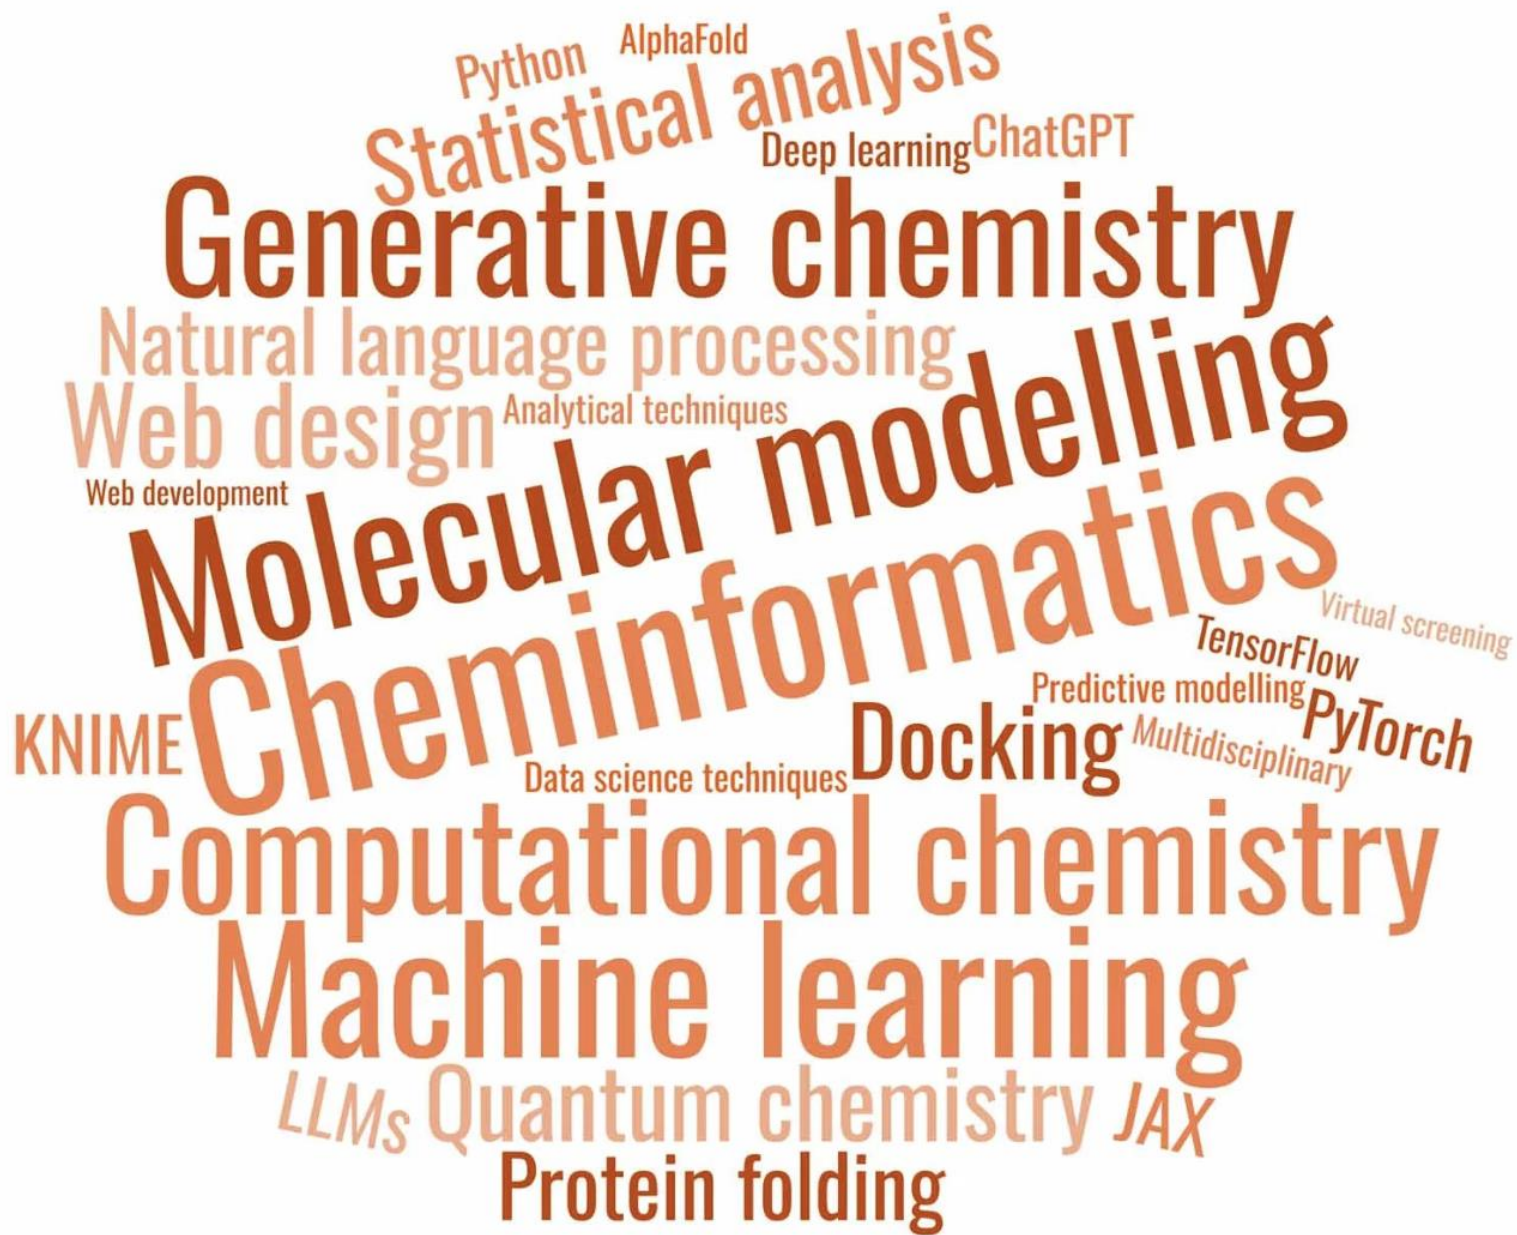 Python
AlphaFold
Statistical analysis
Deep learning
ChatGPT
Generative chemistry
Natural language processing
Web design
Analytical techniques
Molecular modelling
Web development
Cheminformatics
Virtual screening
TensorFlow
Predictive modelling
PyTorch
KNIME
Docking
Multidisciplinary
Data science techniques
Computational chemistry
Machine learning
LLMs
Quantum chemistry
JAX
Protein folding